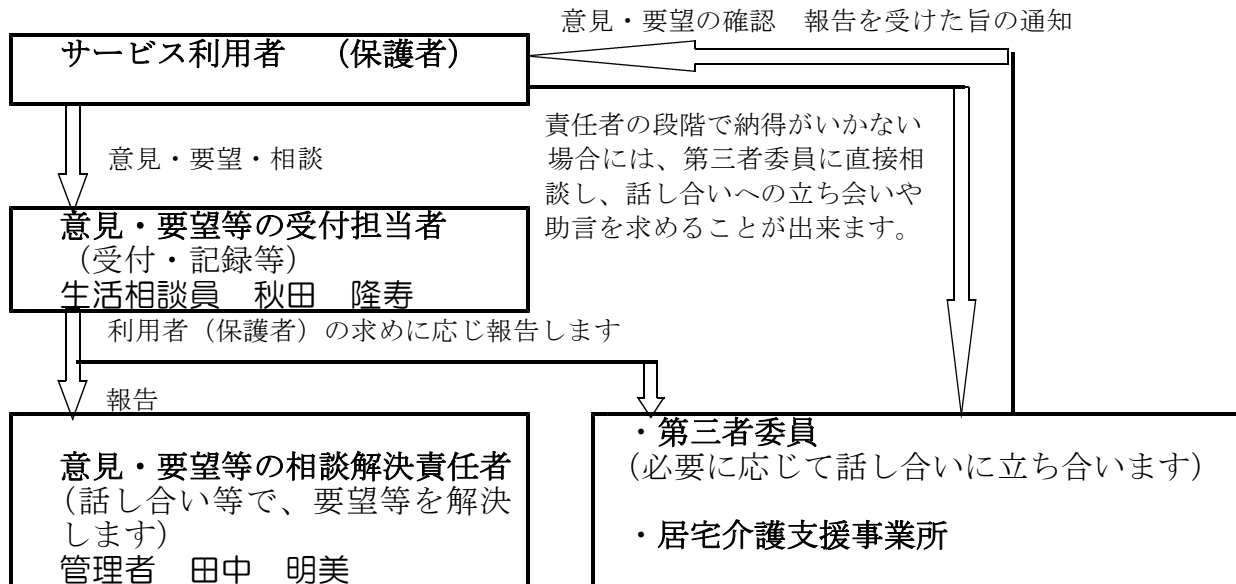 意見・要望の確認　報告を受けた旨の通知
サービス利用者　（保護者）
責任者の段階で納得がいかない
場合には、第三者委員に直接相
談し、話し合いへの立ち会いや
助言を求めることが出来ます。
意見・要望・相談
意見・要望等の受付担当者
（受付・記録等）
生活相談員　秋田　隆寿
利用者（保護者）の求めに応じ報告します
報告
意見・要望等の相談解決責任者
（話し合い等で、要望等を解決
します）
管理者　田中　明美
・第三者委員
（必要に応じて話し合いに立ち合います）
・居宅介護支援事業所